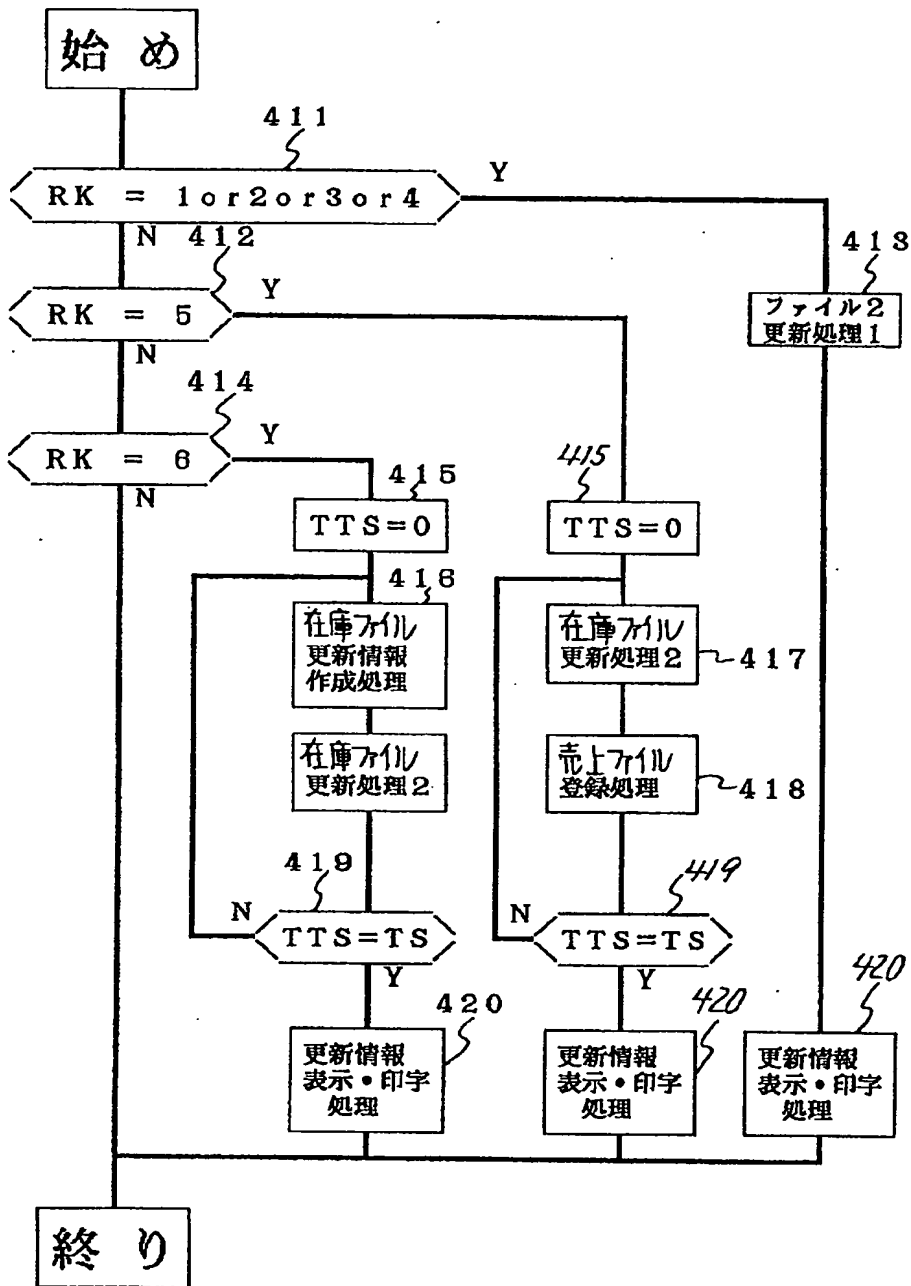 始 め
411
RK = 1or2or3or4
Y
N
412
413
RK = 5
Y
ファイル2
更新処理1
N
414
RK = 6
Y
N
415
TTS=0
415
TTS=0
416
在庫ファイル
更新情報
作成処理
在庫ファイル
更新処理2
417
在庫ファイル
更新処理2
売上ファイル
登録処理
418
419
N
TTS=TS
Y
419
N
TTS=TS
Y
420
更新情報
表示・印字
処理
420
更新情報
表示・印字
処理
420
更新情報
表示・印字
処理
終 り